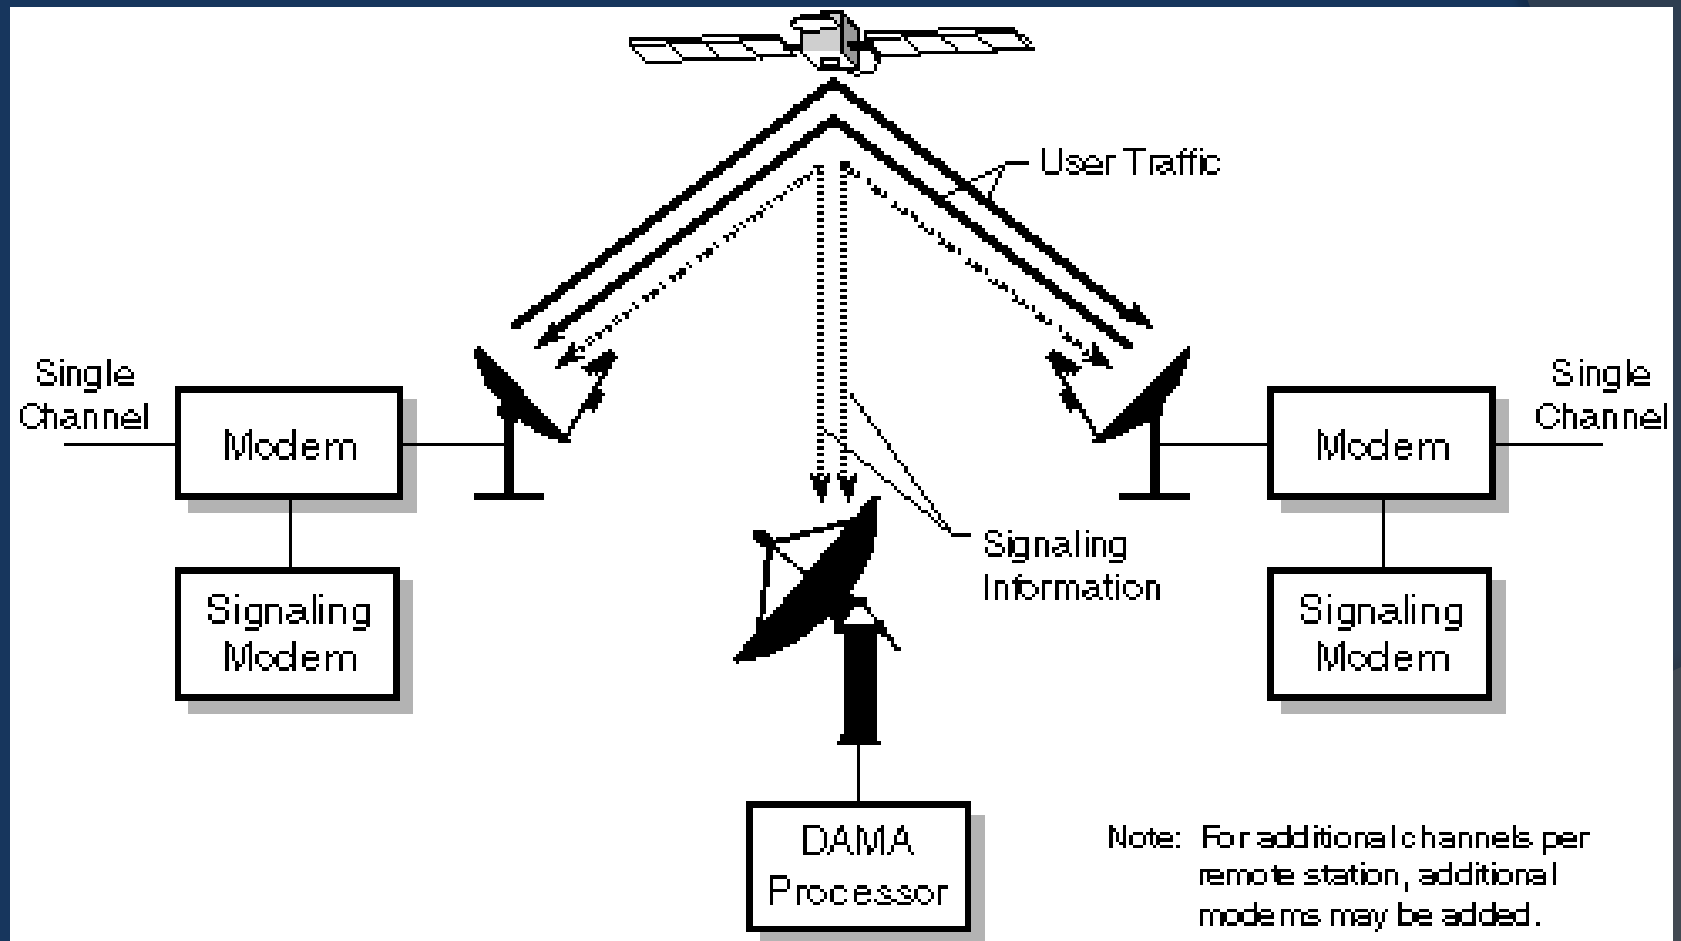 User Traffic
Single
Channel
Modem
Signaling
Modem
Single
Channel
Modem
Signaling
Modem
Signaling
Information
DAMA
Processor
Note: For additional channels per
remote station, additional
modems may be added.